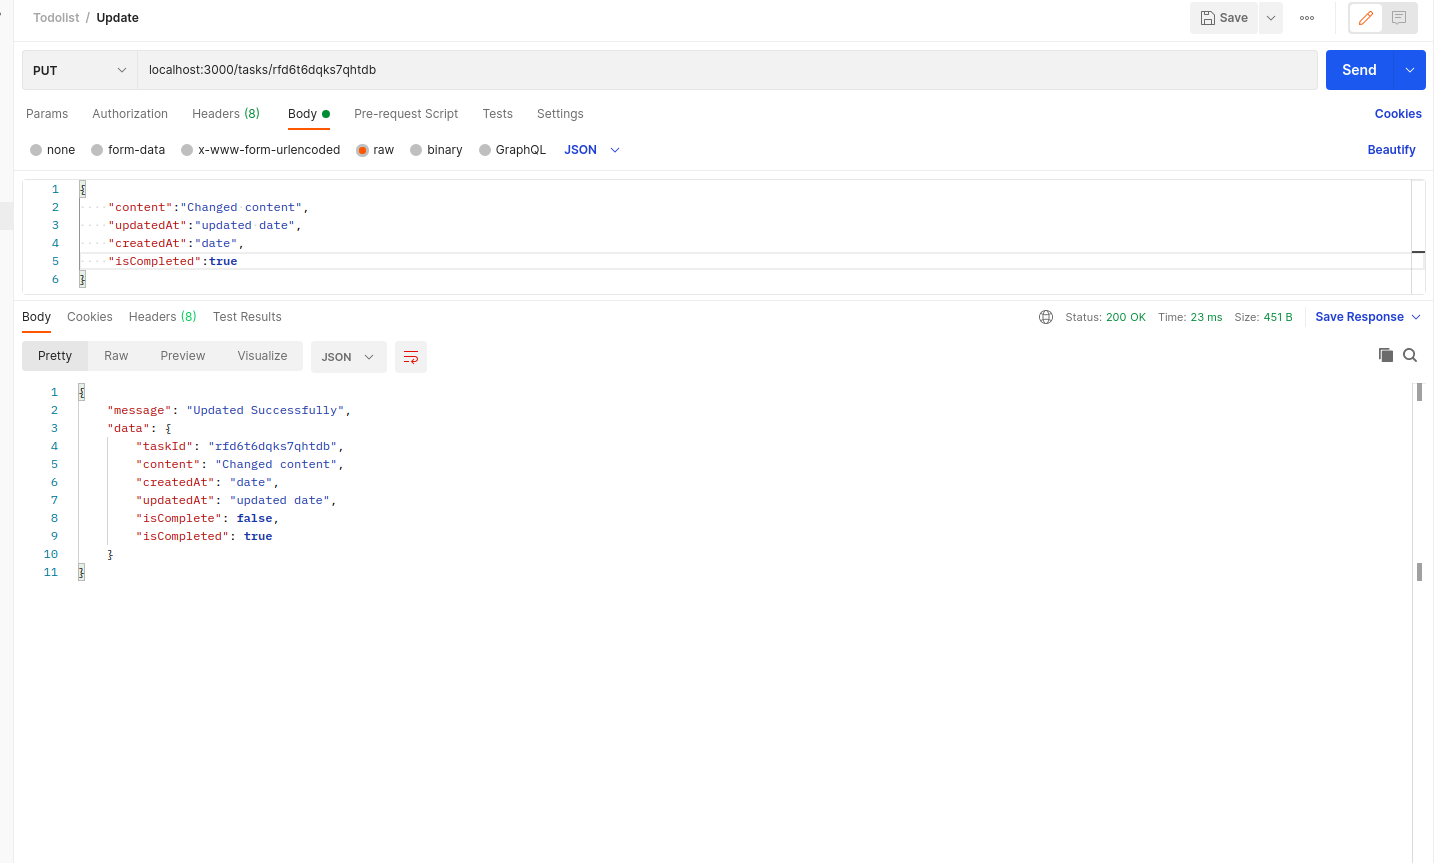 Todolist / Update
Save
PUT
localhost:3000/tasks/rfd6t6dqks7qhtdb
Send
Params Authorization Headers (8) Body Pre-request Script Tests Settings Cookies
none form-data x-www-form-urlencoded raw binary GraphQL JSON Beautify
1 {
2 "content":"Changed content",
3 "updatedAt":"updated date",
4 "createdAt":"date",
5 "isCompleted":true
6 }
Body Cookies Headers (8) Test Results Status: 200 OK Time: 23 ms Size: 451 B Save Response
Pretty Raw Preview Visualize JSON
1 {
2 "message": "Updated Successfully",
3 "data": {
4 "taskId": "rfd6t6dqks7qhtdb",
5 "content": "Changed content",
6 "createdAt": "date",
7 "updatedAt": "updated date",
8 "isComplete": false,
9 "isCompleted": true
10 }
11 }